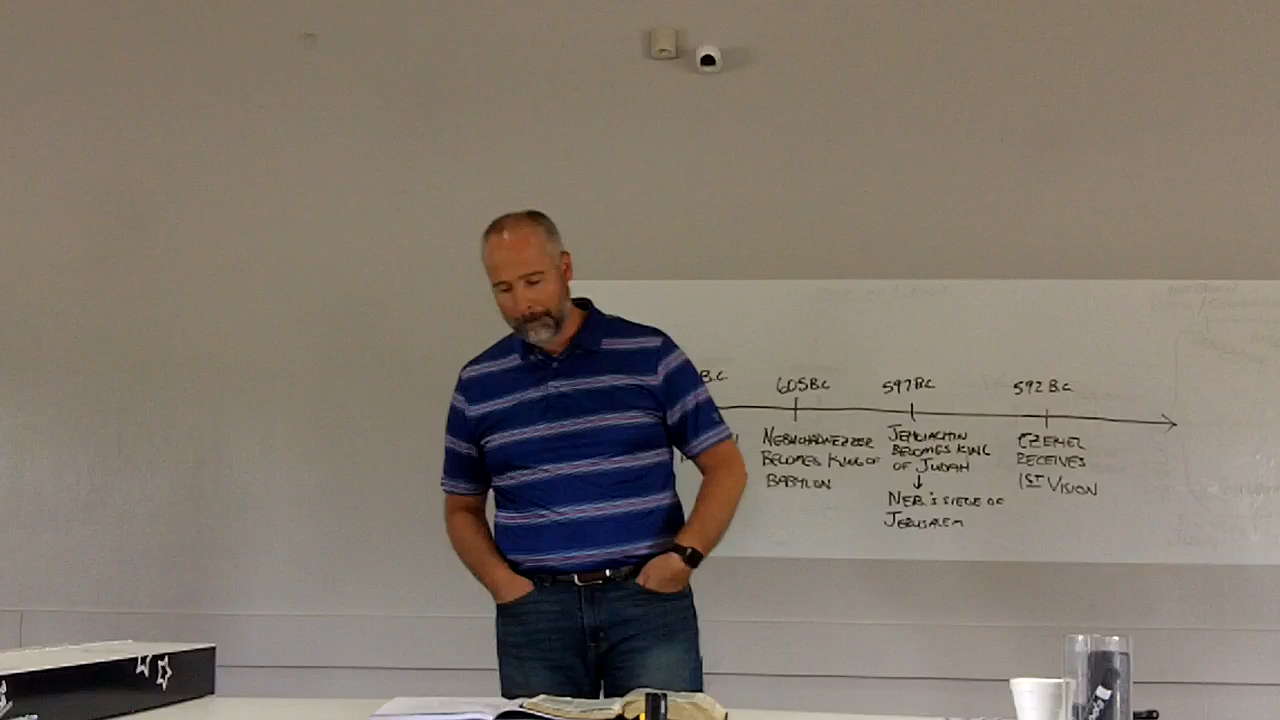 B.C
605BC
597 BC
592 B.C
NEBUCHADNEZZER
BECOMES KING OF
BABYLON
JEHOIACHIN
BECOMES KING
OF JUDAH
↓
NEB.'S SIEGE OF
JERUSALEM
EZEKIEL
RECEIVES
1ST VISION